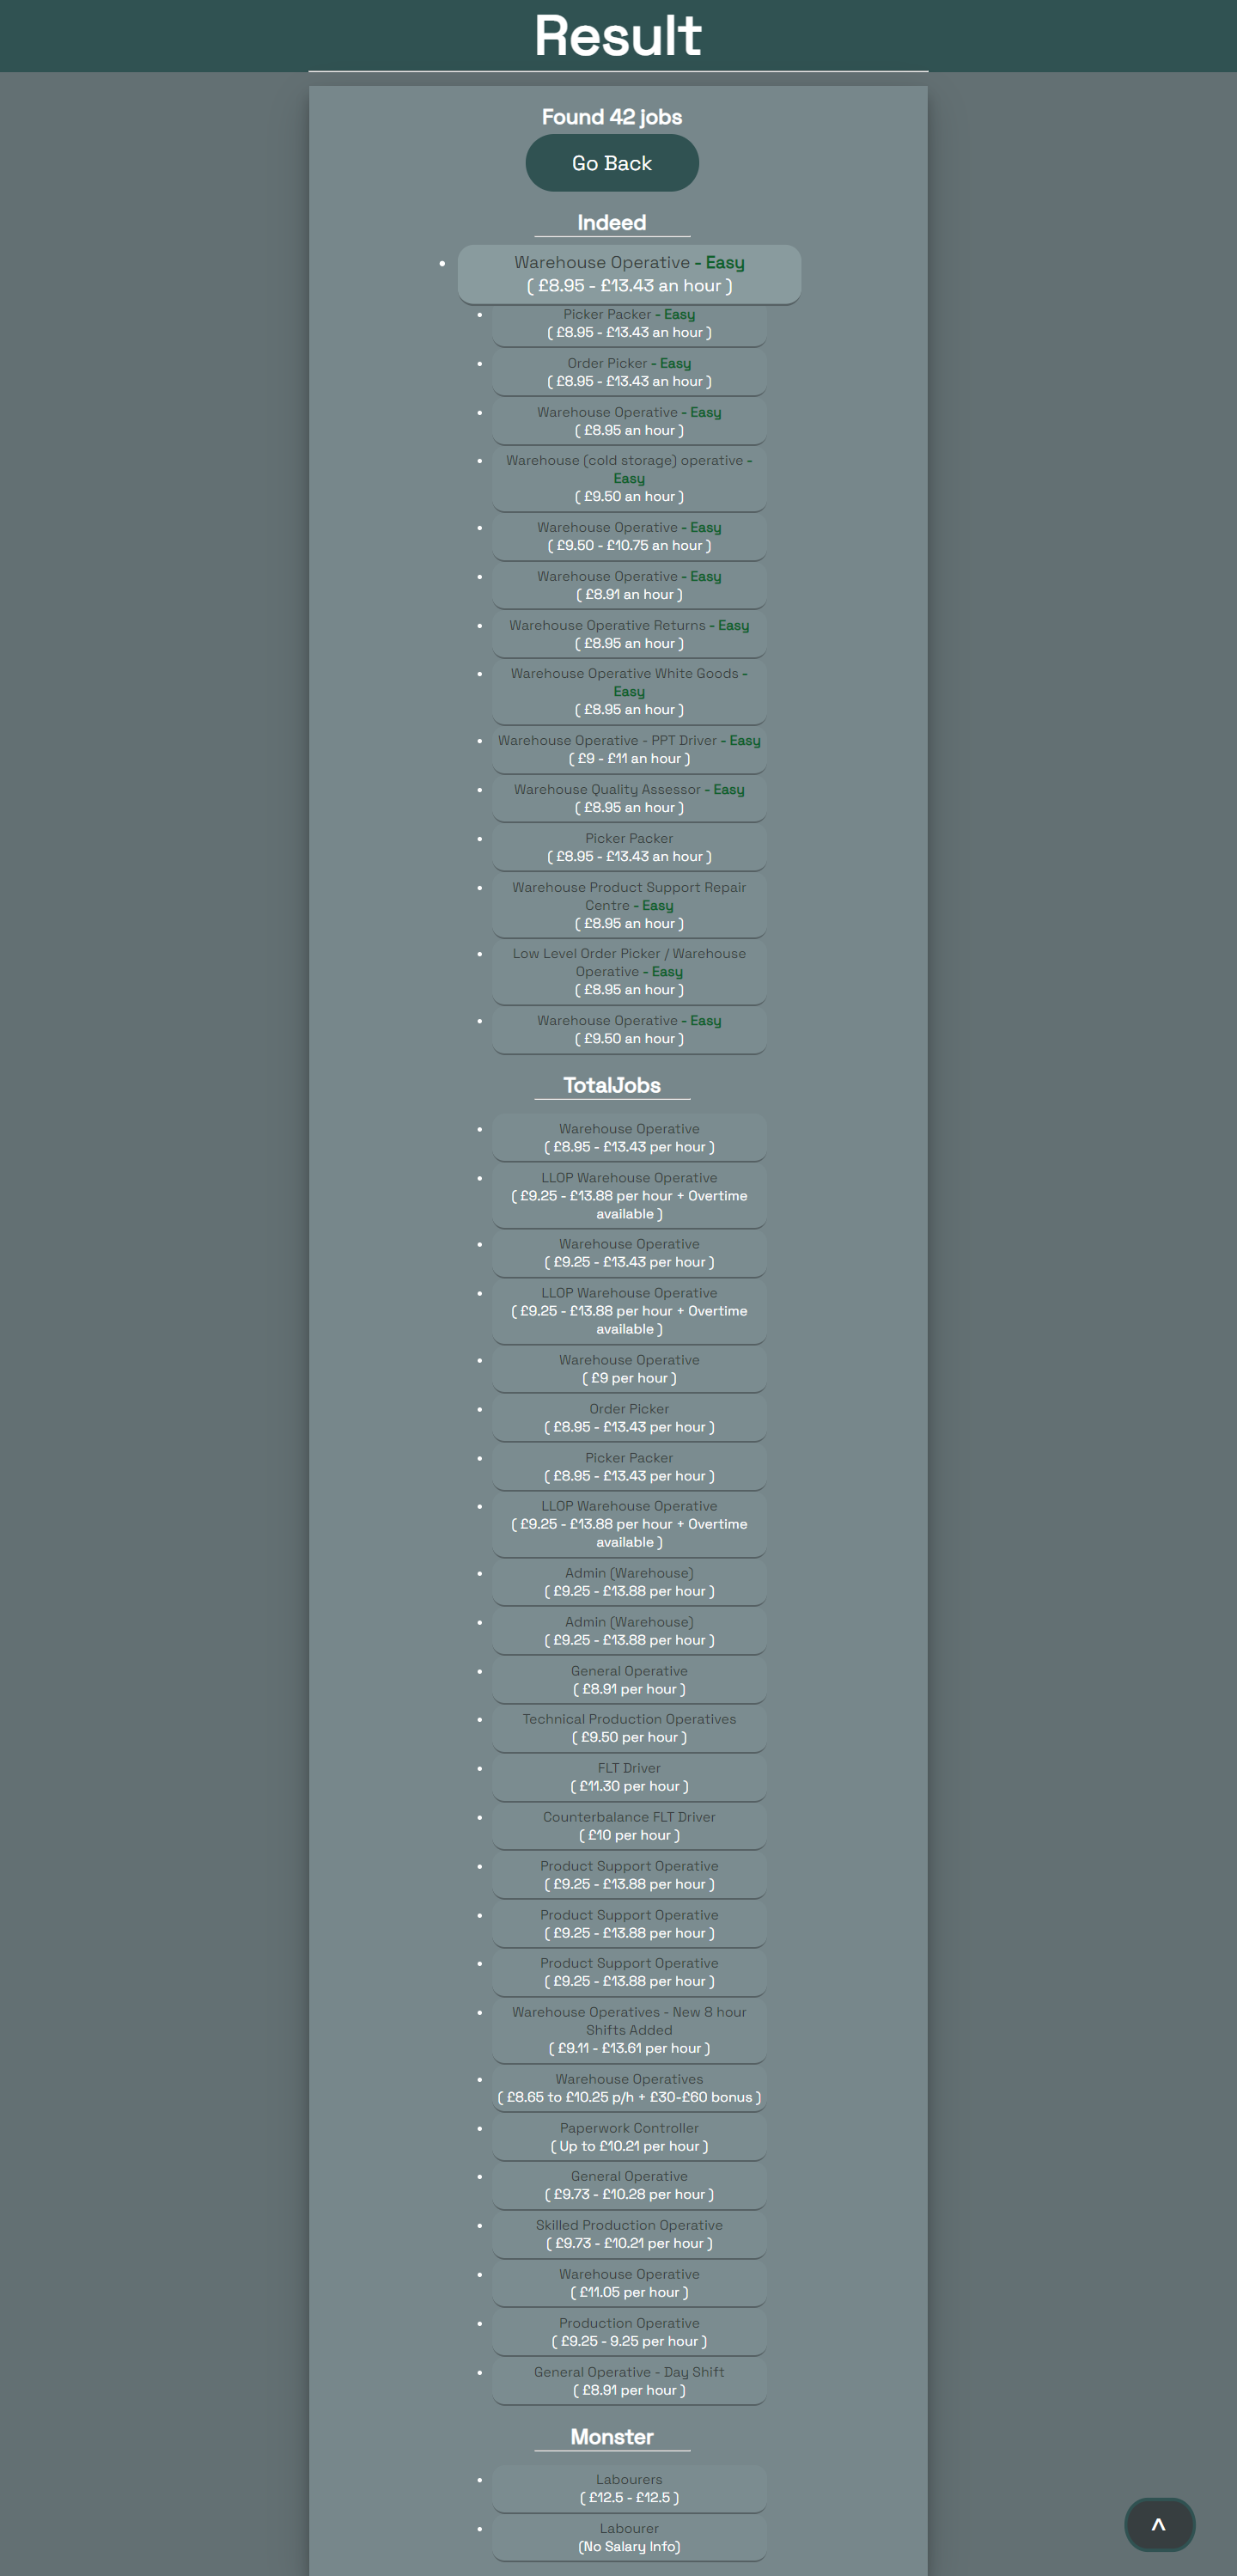 Result
Found 42 jobs
Go Back
Indeed
Warehouse Operative - Easy
( £8.95 - £13.43 an hour )
Picker Packer - Easy
( £8.95 - £13.43 an hour )
Order Picker - Easy
( £8.95 - £13.43 an hour )
Warehouse Operative - Easy
( £8.95 an hour )
Warehouse (cold storage) operative -
Easy
( £9.50 an hour )
Warehouse Operative - Easy
( £9.50 - £10.75 an hour )
Warehouse Operative - Easy
( £8.91 an hour )
Warehouse Operative Returns - Easy
( £8.95 an hour )
Warehouse Operative White Goods -
Easy
( £8.95 an hour )
Warehouse Operative - PPT Driver - Easy
( £9 - £11 an hour )
Warehouse Quality Assessor - Easy
( £8.95 an hour )
Picker Packer
( £8.95 - £13.43 an hour )
Warehouse Product Support Repair
Centre - Easy
( £8.95 an hour )
Low Level Order Picker / Warehouse
Operative - Easy
( £8.95 an hour )
Warehouse Operative - Easy
( £9.50 an hour )
TotalJobs
Warehouse Operative
( £8.95 - £13.43 per hour )
LLOP Warehouse Operative
( £9.25 - £13.88 per hour + Overtime
available )
Warehouse Operative
( £9.25 - £13.43 per hour )
LLOP Warehouse Operative
( £9.25 - £13.88 per hour + Overtime
available )
Warehouse Operative
( £9 per hour )
Order Picker
( £8.95 - £13.43 per hour )
Picker Packer
( £8.95 - £13.43 per hour )
LLOP Warehouse Operative
( £9.25 - £13.88 per hour + Overtime
available )
Admin (Warehouse)
( £9.25 - £13.88 per hour )
Admin (Warehouse)
( £9.25 - £13.88 per hour )
General Operative
( £8.91 per hour )
Technical Production Operatives
( £9.50 per hour )
FLT Driver
( £11.30 per hour )
Counterbalance FLT Driver
( £10 per hour )
Product Support Operative
( £9.25 - £13.88 per hour )
Product Support Operative
( £9.25 - £13.88 per hour )
Product Support Operative
( £9.25 - £13.88 per hour )
Warehouse Operatives - New 8 hour
Shifts Added
( £9.11 - £13.61 per hour )
Warehouse Operatives
( £8.65 to £10.25 p/h + £30-£60 bonus )
Paperwork Controller
( Up to £10.21 per hour )
General Operative
( £9.73 - £10.28 per hour )
Skilled Production Operative
( £9.73 - £10.21 per hour )
Warehouse Operative
( £11.05 per hour )
Production Operative
( £9.25 - 9.25 per hour )
General Operative - Day Shift
( £8.91 per hour )
Monster
Labourers
( £12.5 - £12.5 )
Labourer
(No Salary Info)
^